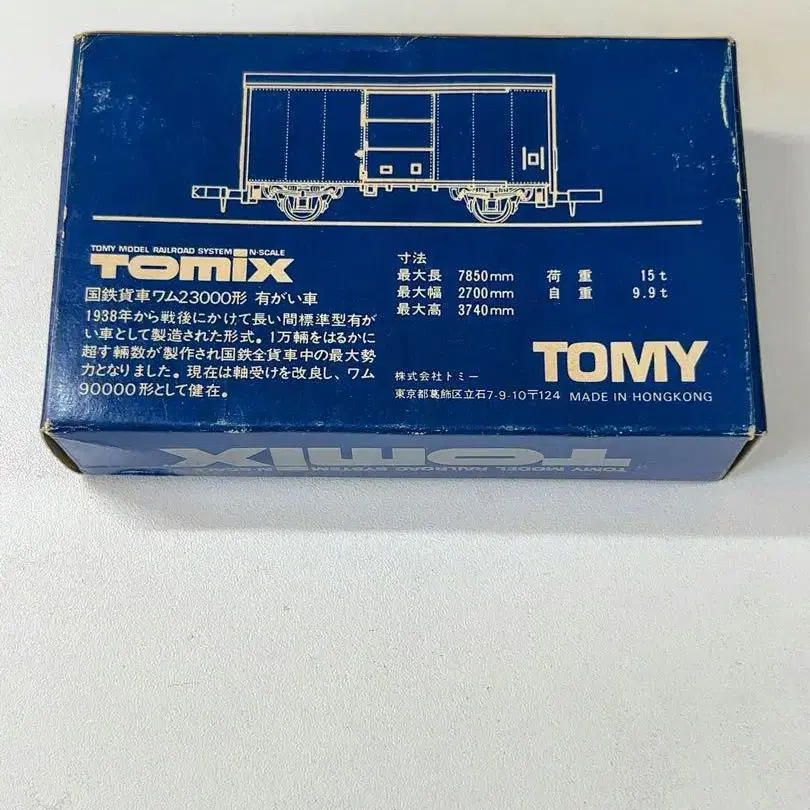 TOMY MODEL RAILROAD SYSTEM N-SCALE
TOMIX
国鉄貨車ワム23000形 有がい車
1938年から戦後にかけて長い間標準型有が
い車として製造された形式。1万輛をはるかに
超す輛数が製作され国鉄全貨車中の最大勢
力となりました。現在は軸受けを改良し、ワム
90000形として健在。
寸法
最大長 7850mm 荷重 15t
最大幅 2700mm 自重 9.9t
最大高 3740mm
TOMY
株式会社トミー
東京都葛飾区立石7-9-10〒124 MADE IN HONGKONG
TOMIX
TOMY MODEL RAILROAD SYSTEM N-SCALE